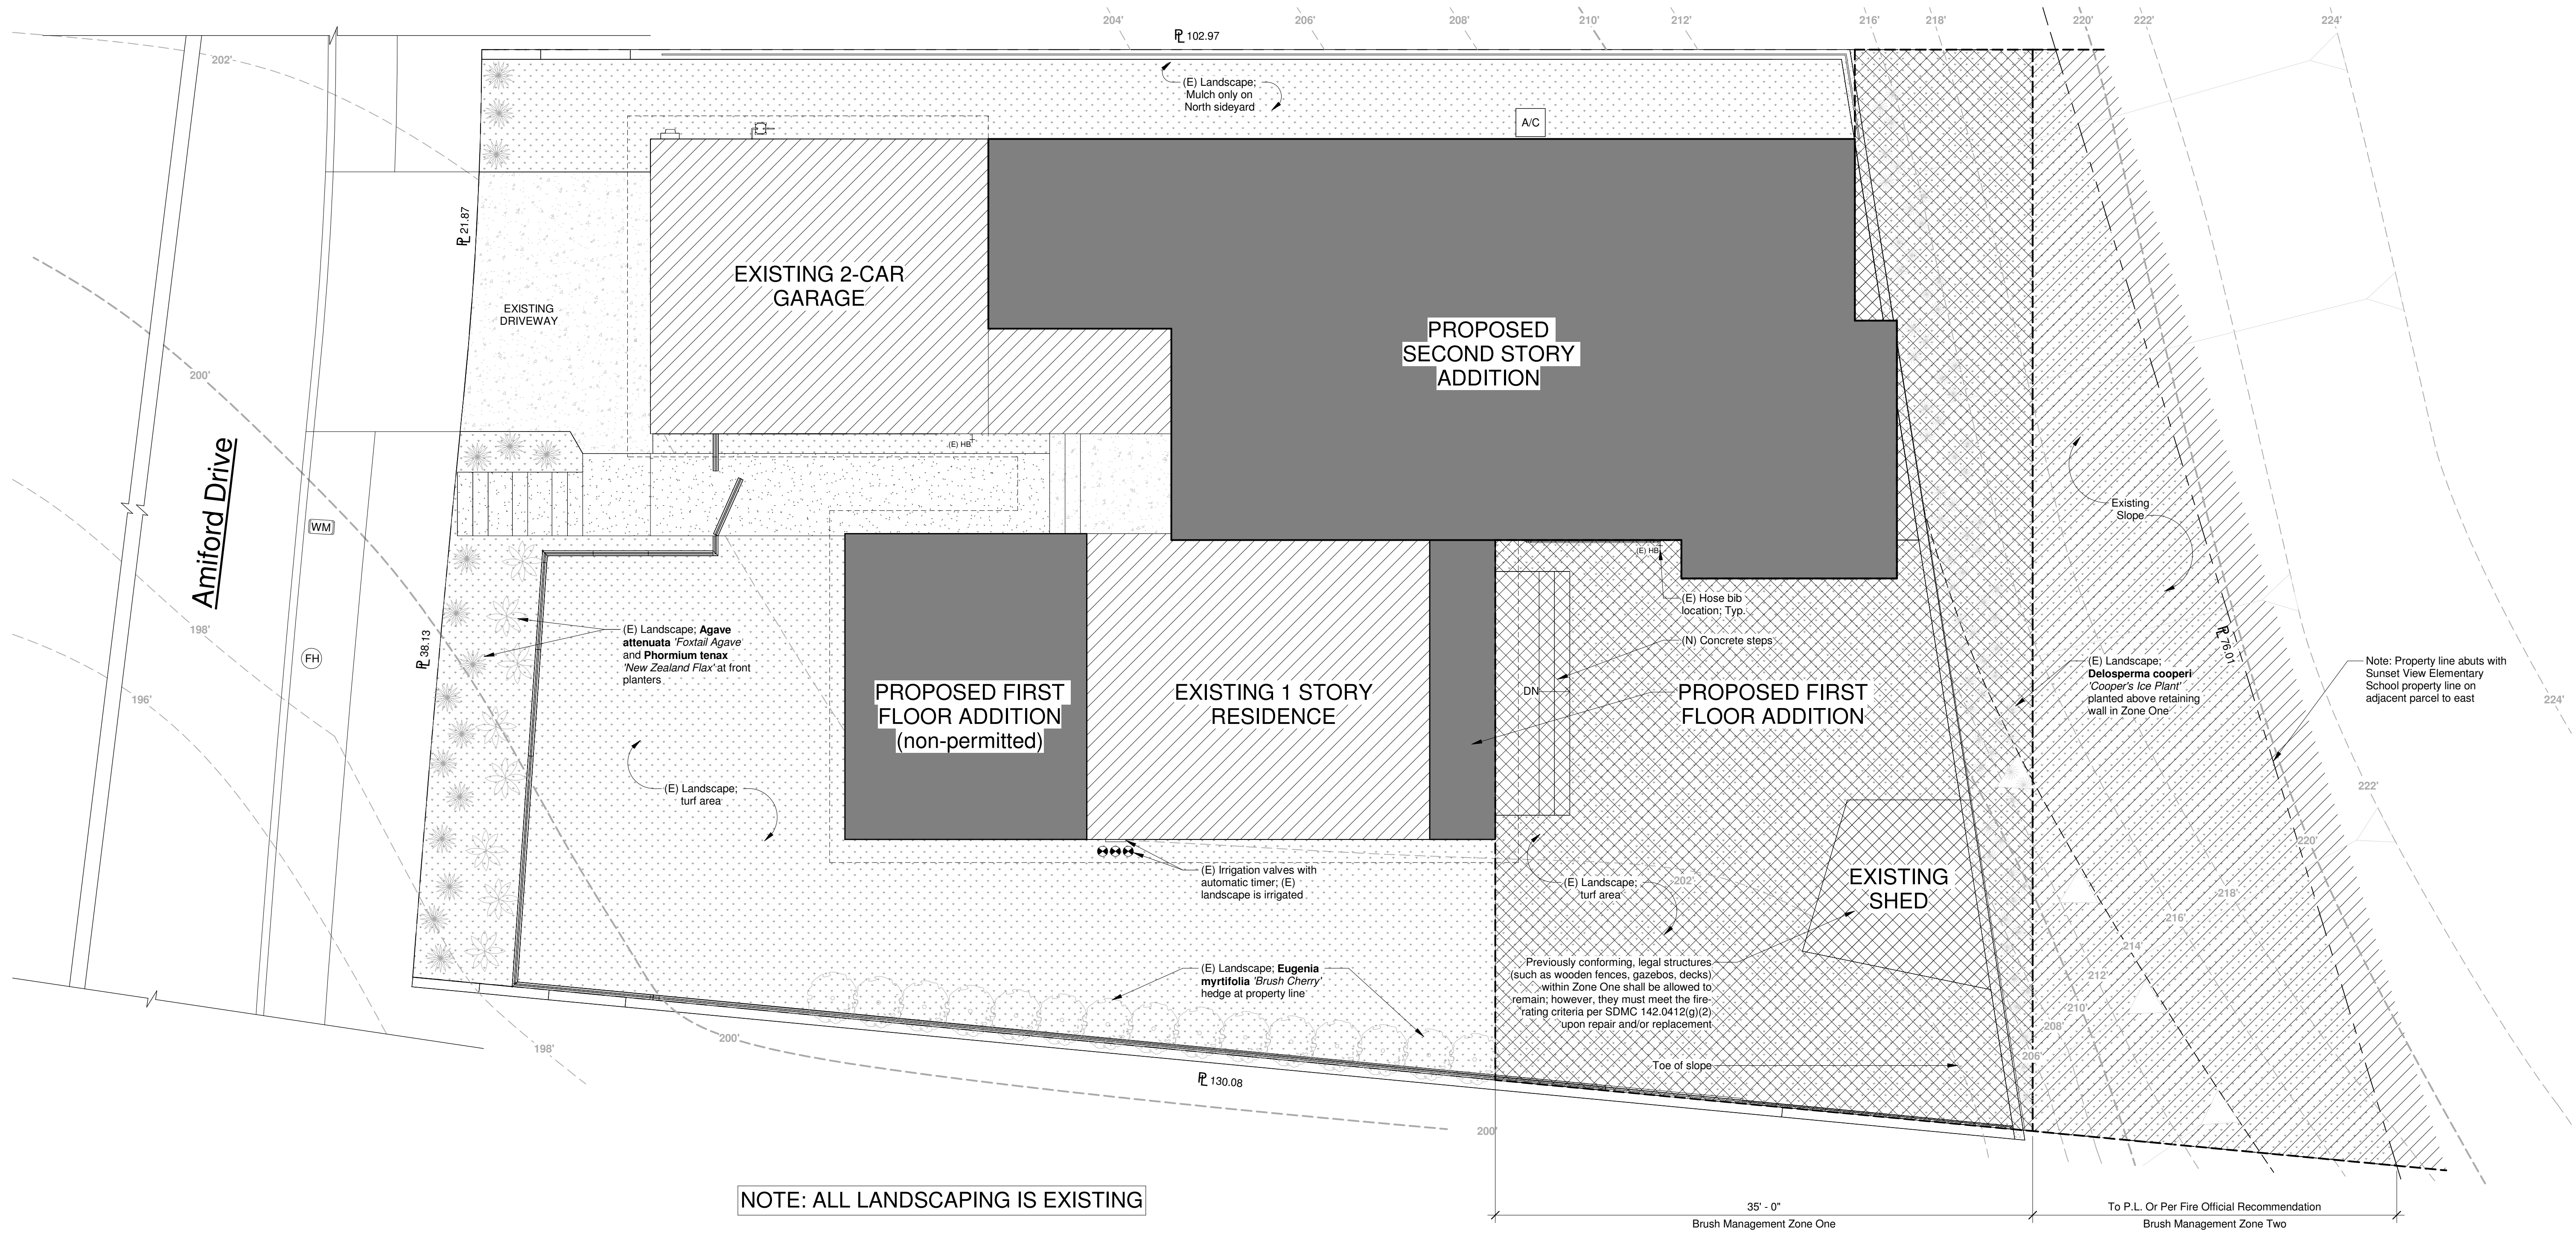 204'
206'
208'
210'
212'
216'
218'
220'
222'
224'
PL 102.97
202'
(E) Landscape;
Mulch only on
North sideyard
A/C
PL 21.87
EXISTING 2-CAR
GARAGE
EXISTING
DRIVEWAY
PROPOSED
SECOND STORY
ADDITION
200'
(E) HB
Amiford Drive
WM
Existing
Slope
(E) HB
(E) Hose bib
location; Typ.
198'
FH
PL 38.13
(E) Landscape; Agave
attenuata 'Foxtail Agave'
and Phormium tenax
'New Zealand Flax' at front
planters
(N) Concrete steps
PL 76.01
196'
PROPOSED FIRST
FLOOR ADDITION
(non-permitted)
EXISTING 1 STORY
RESIDENCE
DN
PROPOSED FIRST
FLOOR ADDITION
(E) Landscape;
Delosperma cooperi
'Cooper's Ice Plant'
planted above retaining
wall in Zone One
Note: Property line abuts with
Sunset View Elementary
School property line on
adjacent parcel to east
224'
222'
220'
(E) Landscape;
turf area
(E) Irrigation valves with
automatic timer; (E)
landscape is irrigated
(E) Landscape;
turf area
202'
EXISTING
SHED
218'
216'
214'
212'
210'
208'
206'
(E) Landscape; Eugenia
myrtifolia 'Brush Cherry'
hedge at property line
Previously conforming, legal structures
(such as wooden fences, gazebos, decks)
within Zone One shall be allowed to
remain; however, they must meet the fire-
rating criteria per SDMC 142.0412(g)(2)
upon repair and/or replacement
Toe of slope
198'
200'
PL 130.08
200'
NOTE: ALL LANDSCAPING IS EXISTING
35' - 0"
Brush Management Zone One
To P.L. Or Per Fire Official Recommendation
Brush Management Zone Two